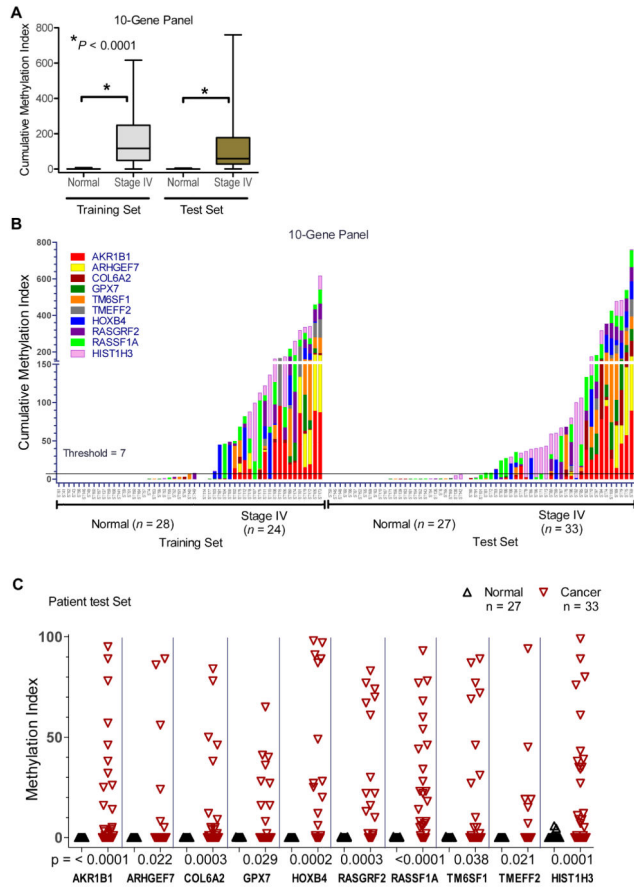 A
10-Gene Panel
* P < 0.0001
Cumulative Methylation Index
800
600
400
200
0
*
*
Normal Stage IV Normal Stage IV
Training Set Test Set
B
10-Gene Panel
Cumulative Methylation Index
800
600
400
200
150
100
50
0
AKR1B1
ARHGEF7
COL6A2
GPX7
TM6SF1
TMEFF2
HOXB4
RASGRF2
RASSF1A
HIST1H3
Threshold = 7
Normal (n = 28) Stage IV (n = 24) Normal (n = 27) Stage IV (n = 33)
Training Set Test Set
C
Patient test Set
Normal n = 27
Cancer n = 33
Methylation Index
100
50
0
p = < 0.0001 0.022 0.0003 0.029 0.0002 0.0003 <0.0001 0.038 0.021 0.0001
AKR1B1 ARHGEF7 COL6A2 GPX7 HOXB4 RASGRF2 RASSF1A TM6SF1 TMEFF2 HIST1H3